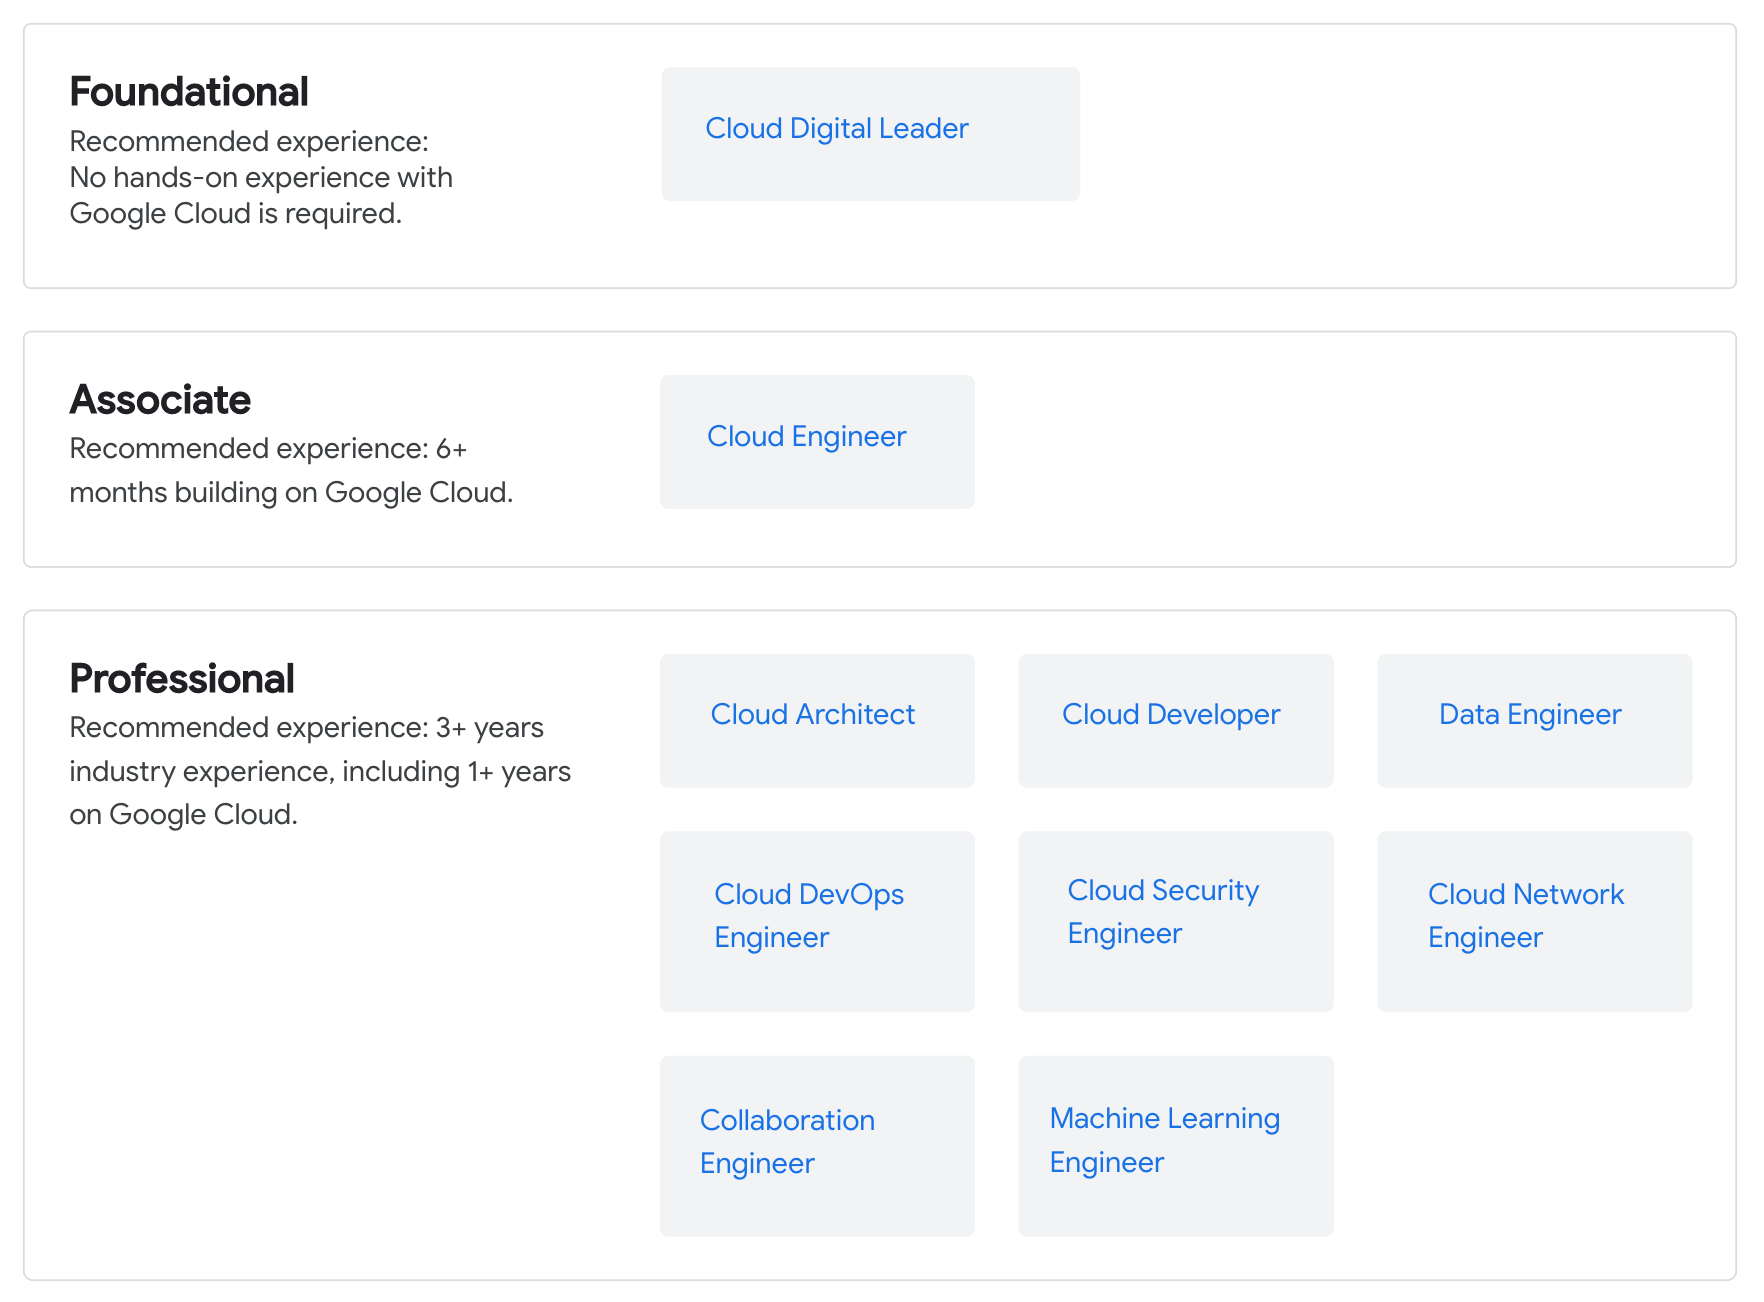 Foundational
Recommended experience:
No hands-on experience with
Google Cloud is required.
Cloud Digital Leader
Associate
Recommended experience: 6+
months building on Google Cloud.
Cloud Engineer
Professional
Recommended experience: 3+ years
industry experience, including 1+ years
on Google Cloud.
Cloud Architect
Cloud Developer
Data Engineer
Cloud DevOps
Engineer
Cloud Security
Engineer
Cloud Network
Engineer
Collaboration
Engineer
Machine Learning
Engineer